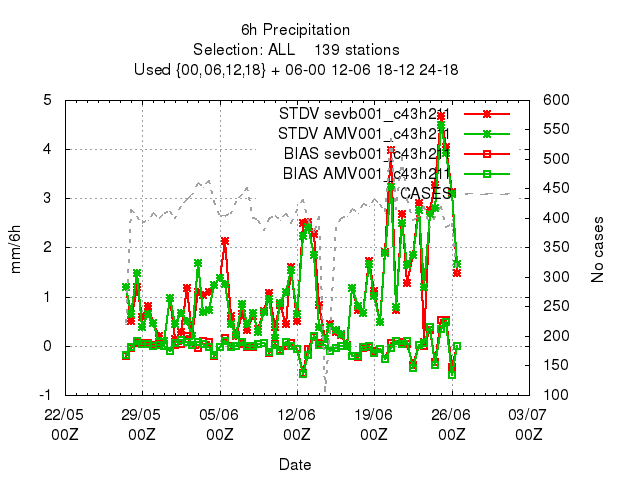 6h Precipitation
Selection: ALL    139 stations
Used {00,06,12,18} + 06-00 12-06 18-12 24-18
STDV sevb001_c43h211
STDV AMV001_c43h211
BIAS sevb001_c43h211
BIAS AMV001_c43h211
CASES
5
4
3
2
1
0
-1
mm/6h
600
550
500
450
400
350
300
250
200
150
100
No cases
22/05 29/05 05/06 12/06 19/06 26/06 03/07
00Z 00Z 00Z 00Z 00Z 00Z 00Z
Date